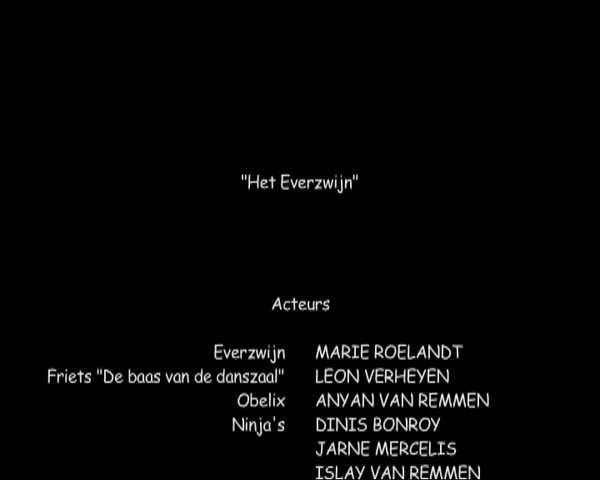 "Het Everzwijn"
Acteurs
Everzwijn MARIE ROELANDT
Friets "De baas van de danszaal" LEON VERHEYEN
Obelix ANYAN VAN REMMEN
Ninja's DINIS BONROY
JARNE MERCELIS
ISLAY VAN REMMEN